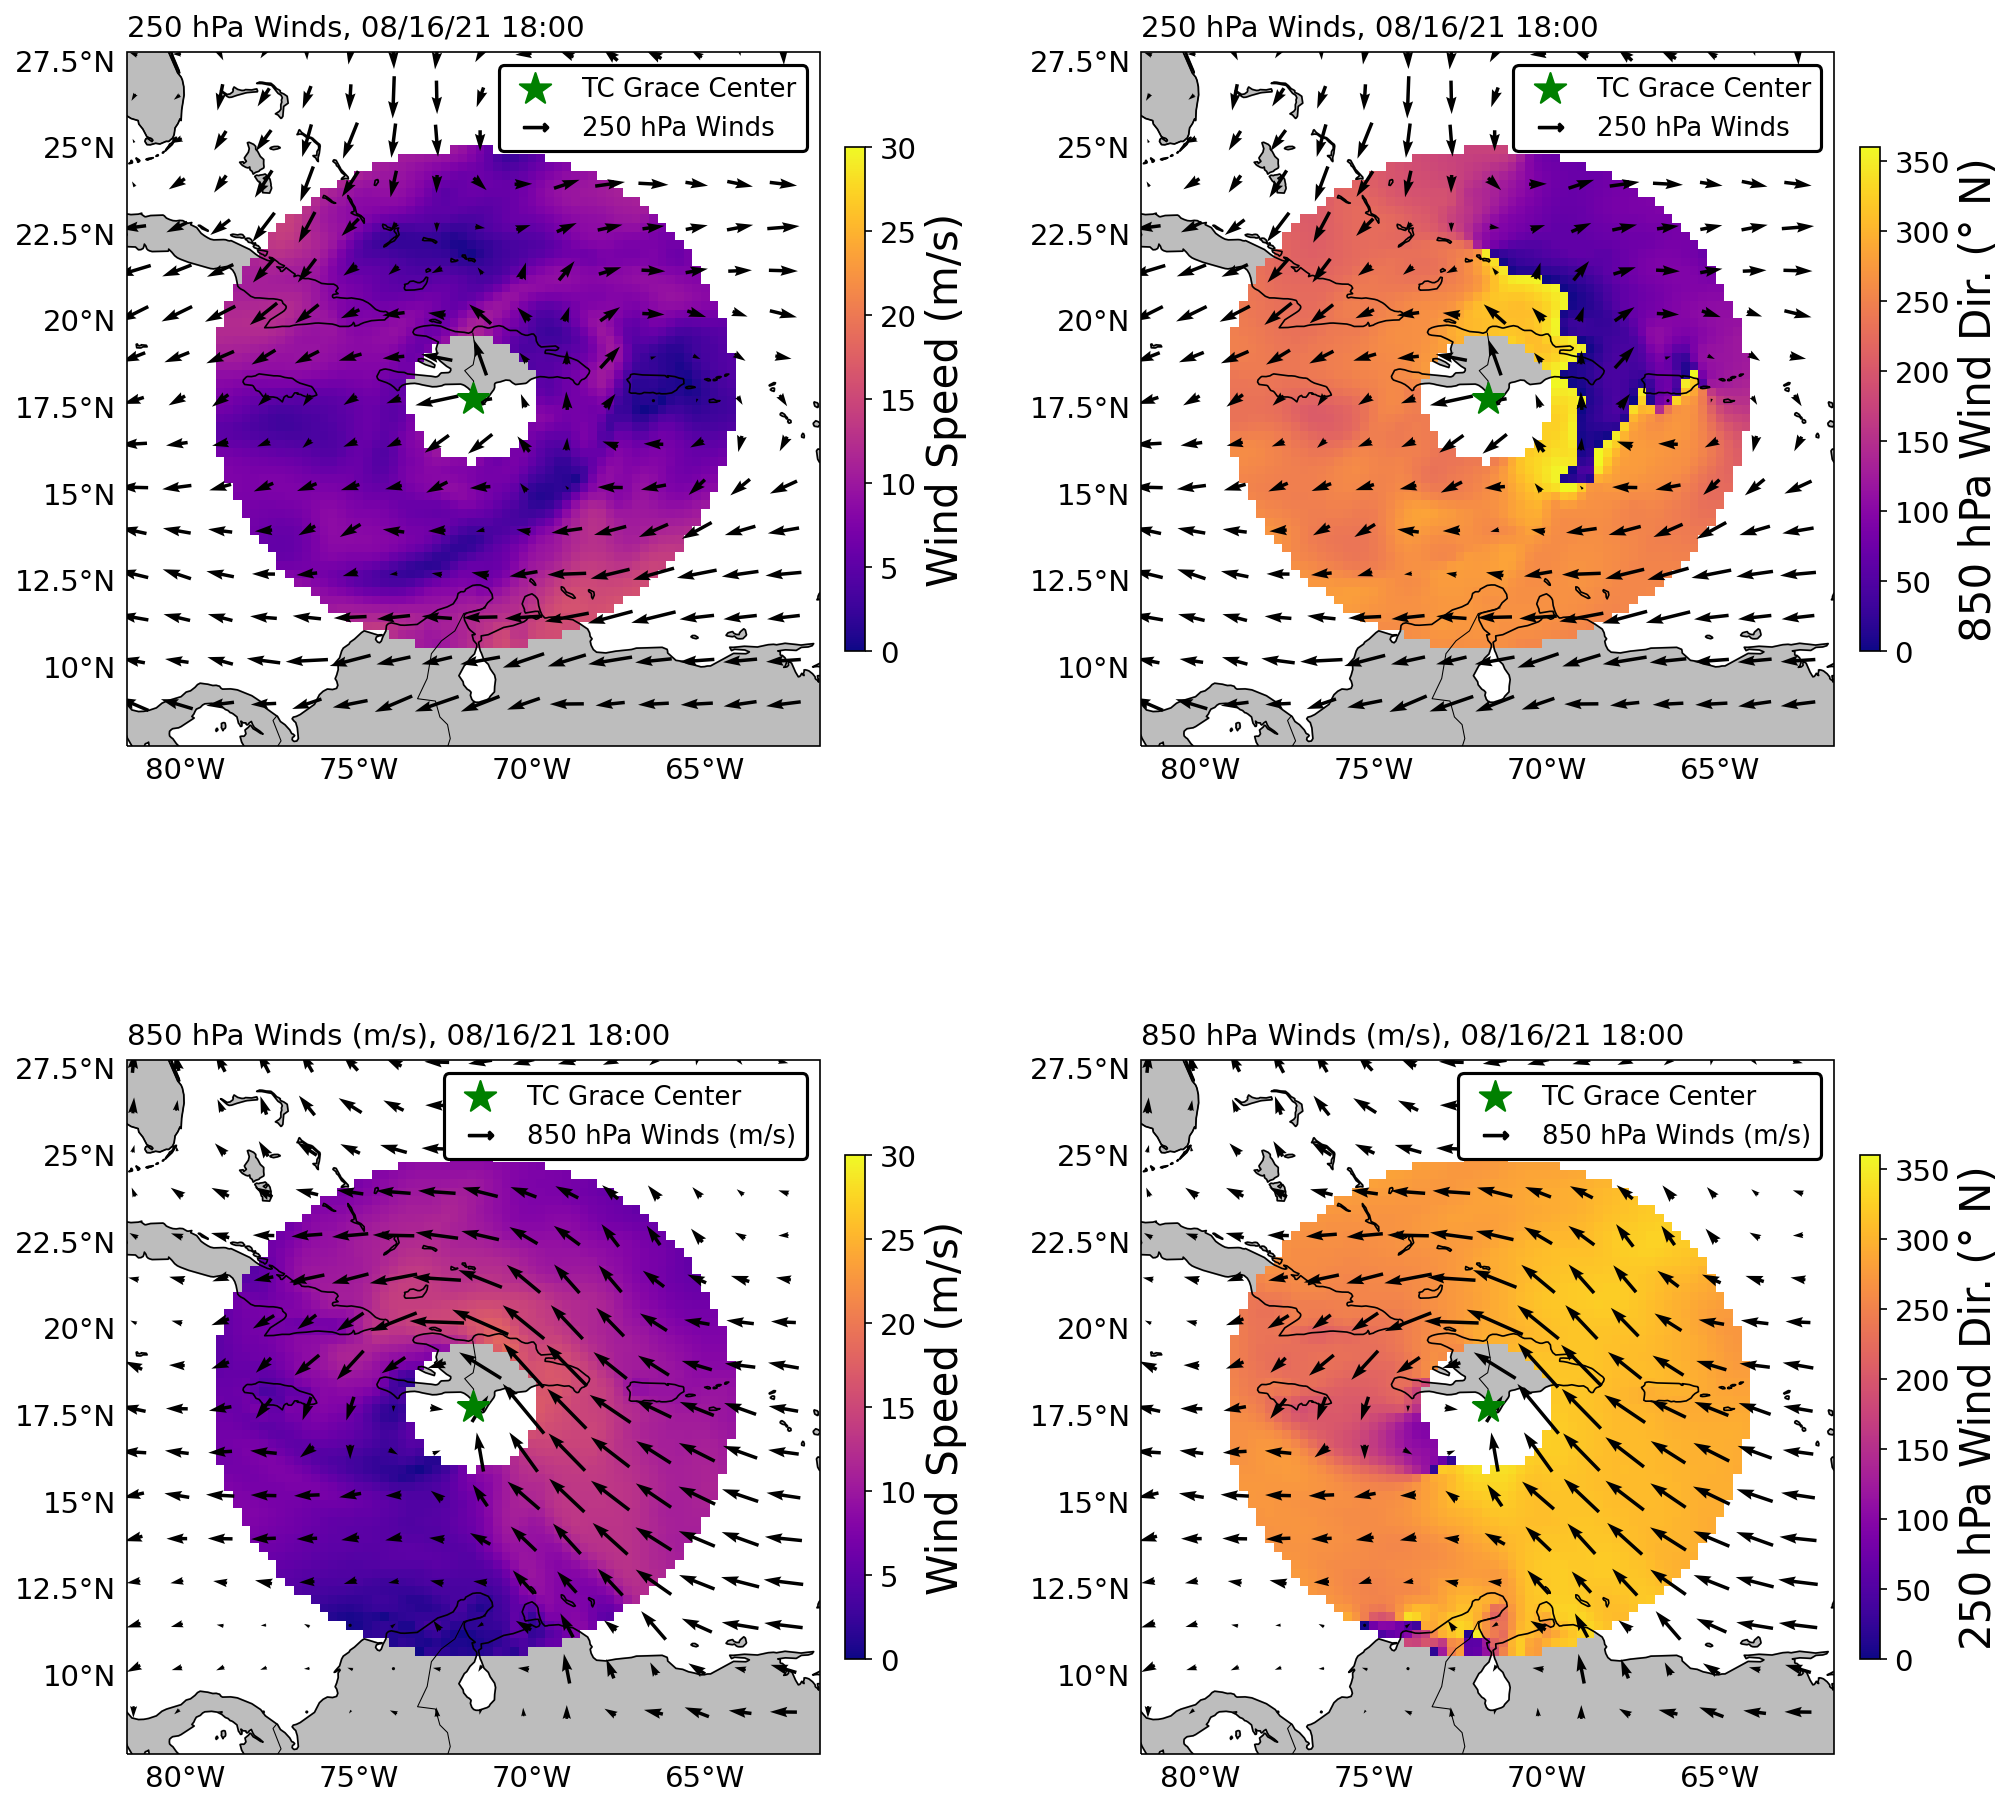 250 hPa Winds, 08/16/21 18:00
27.5°N
25°N
22.5°N
20°N
17.5°N
15°N
12.5°N
10°N
80°W 75°W 70°W 65°W
TC Grace Center
250 hPa Winds
30
25
20
15
10
5
0
Wind Speed (m/s)
250 hPa Winds, 08/16/21 18:00
27.5°N
25°N
22.5°N
20°N
17.5°N
15°N
12.5°N
10°N
80°W 75°W 70°W 65°W
TC Grace Center
250 hPa Winds
350
300
250
200
150
100
50
0
850 hPa Wind Dir. (° N)
850 hPa Winds (m/s), 08/16/21 18:00
27.5°N
25°N
22.5°N
20°N
17.5°N
15°N
12.5°N
10°N
80°W 75°W 70°W 65°W
TC Grace Center
850 hPa Winds (m/s)
30
25
20
15
10
5
0
Wind Speed (m/s)
850 hPa Winds (m/s), 08/16/21 18:00
27.5°N
25°N
22.5°N
20°N
17.5°N
15°N
12.5°N
10°N
80°W 75°W 70°W 65°W
TC Grace Center
850 hPa Winds (m/s)
350
300
250
200
150
100
50
0
250 hPa Wind Dir. (° N)